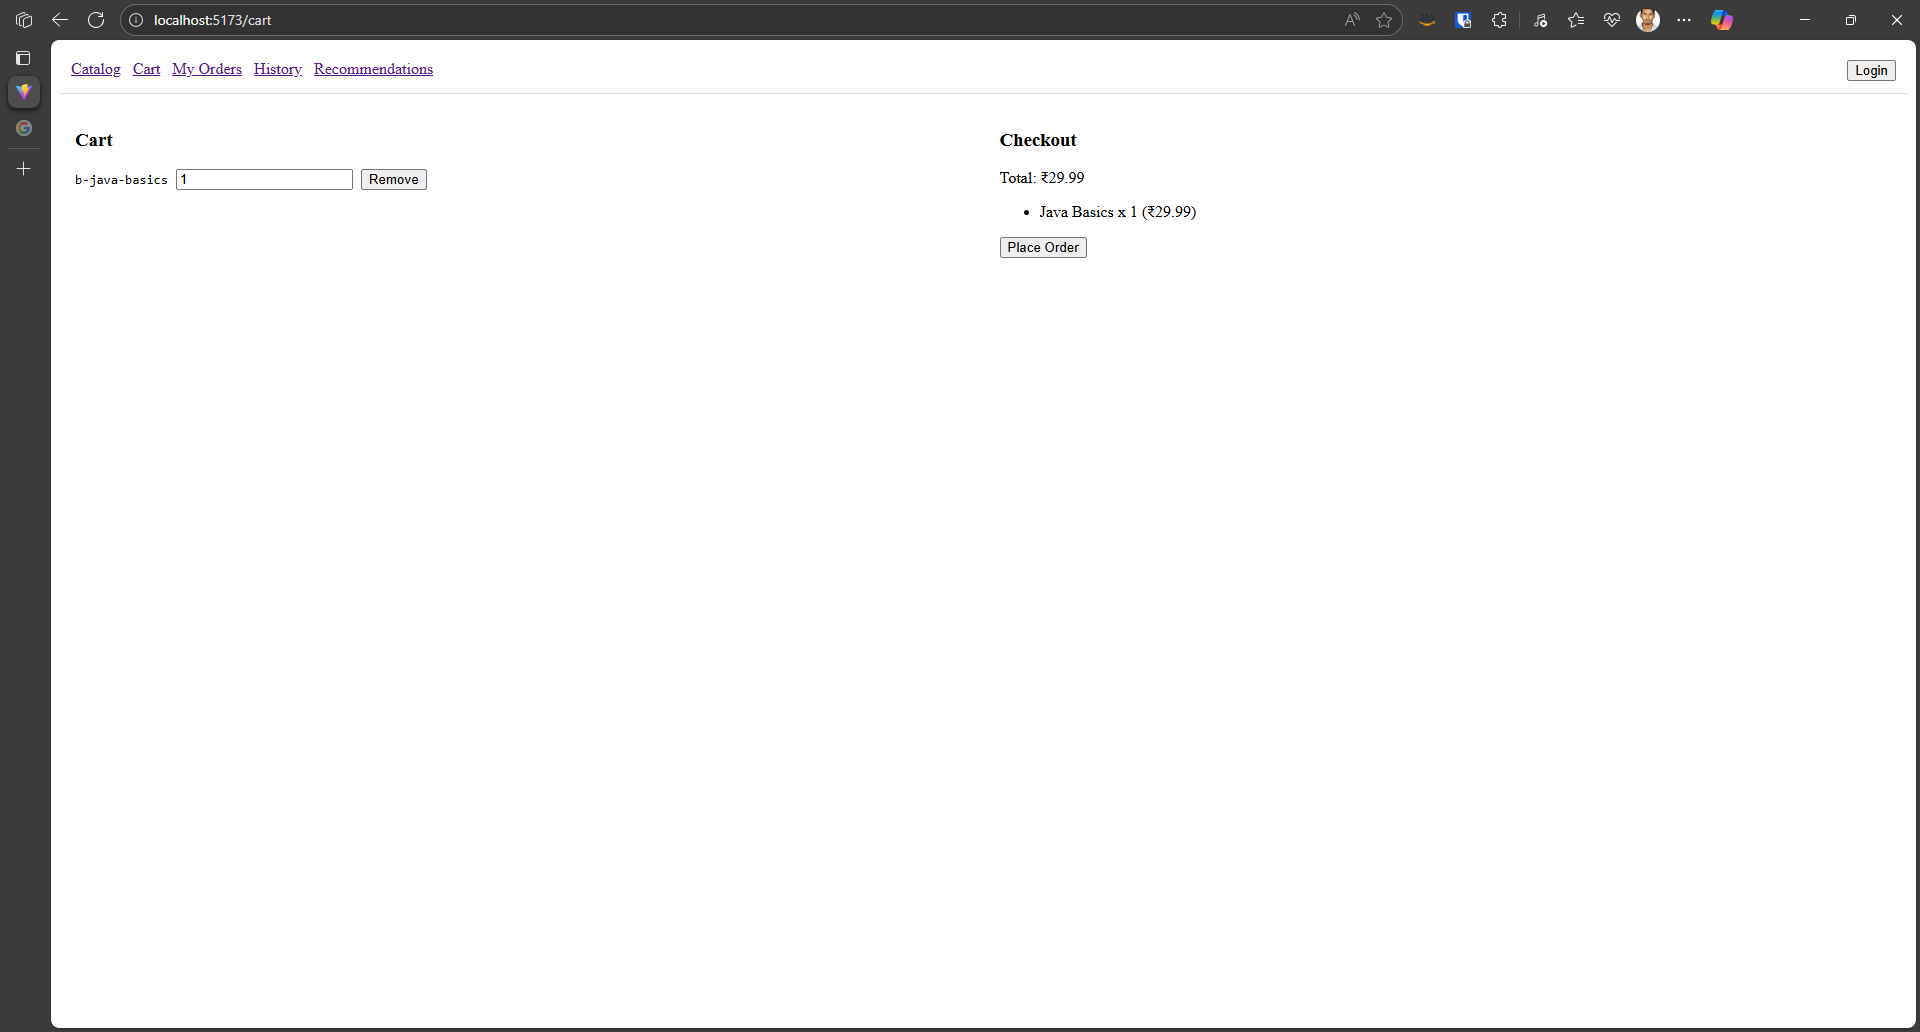 localhost:5173/cart
Catalog Cart My Orders History Recommendations
Login
Cart
b-java-basics 1 Remove
Checkout
Total: ₹29.99
• Java Basics x 1 (₹29.99)
Place Order